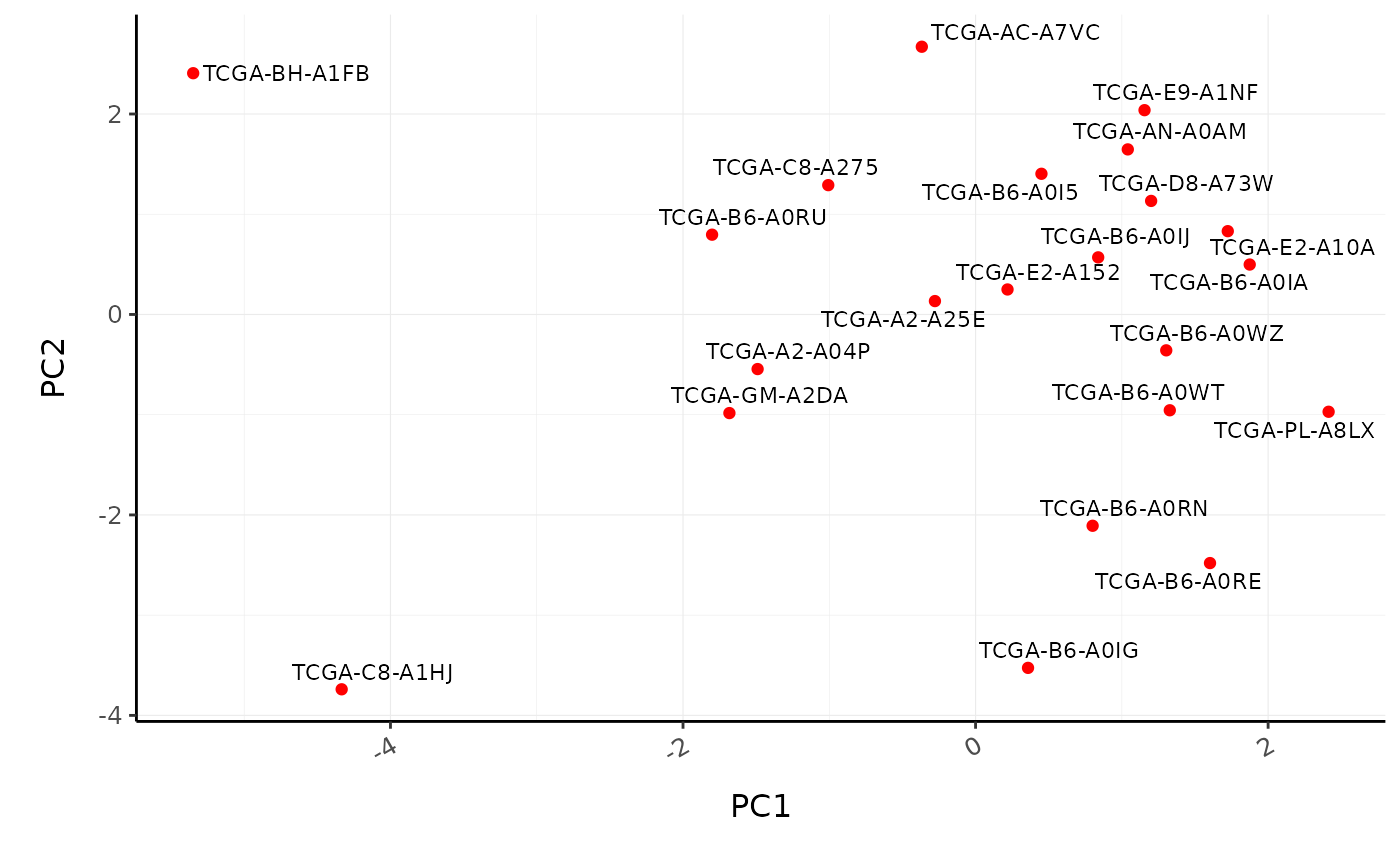 TCGA-AC-A7VC
TCGA-BH-A1FB
TCGA-E9-A1NF
2
TCGA-AN-A0AM
TCGA-C8-A275
TCGA-B6-A0I5
TCGA-D8-A73W
TCGA-B6-A0RU
TCGA-B6-A0IJ
TCGA-E2-A10A
TCGA-E2-A152
TCGA-B6-A0IA
0
TCGA-A2-A25E
TCGA-B6-A0WZ
TCGA-A2-A04P
PC2
TCGA-GM-A2DA
TCGA-B6-A0WT
TCGA-PL-A8LX
TCGA-B6-A0RN
-2
TCGA-B6-A0RE
TCGA-B6-A0IG
TCGA-C8-A1HJ
-4
-4
-2
0
2
PC1